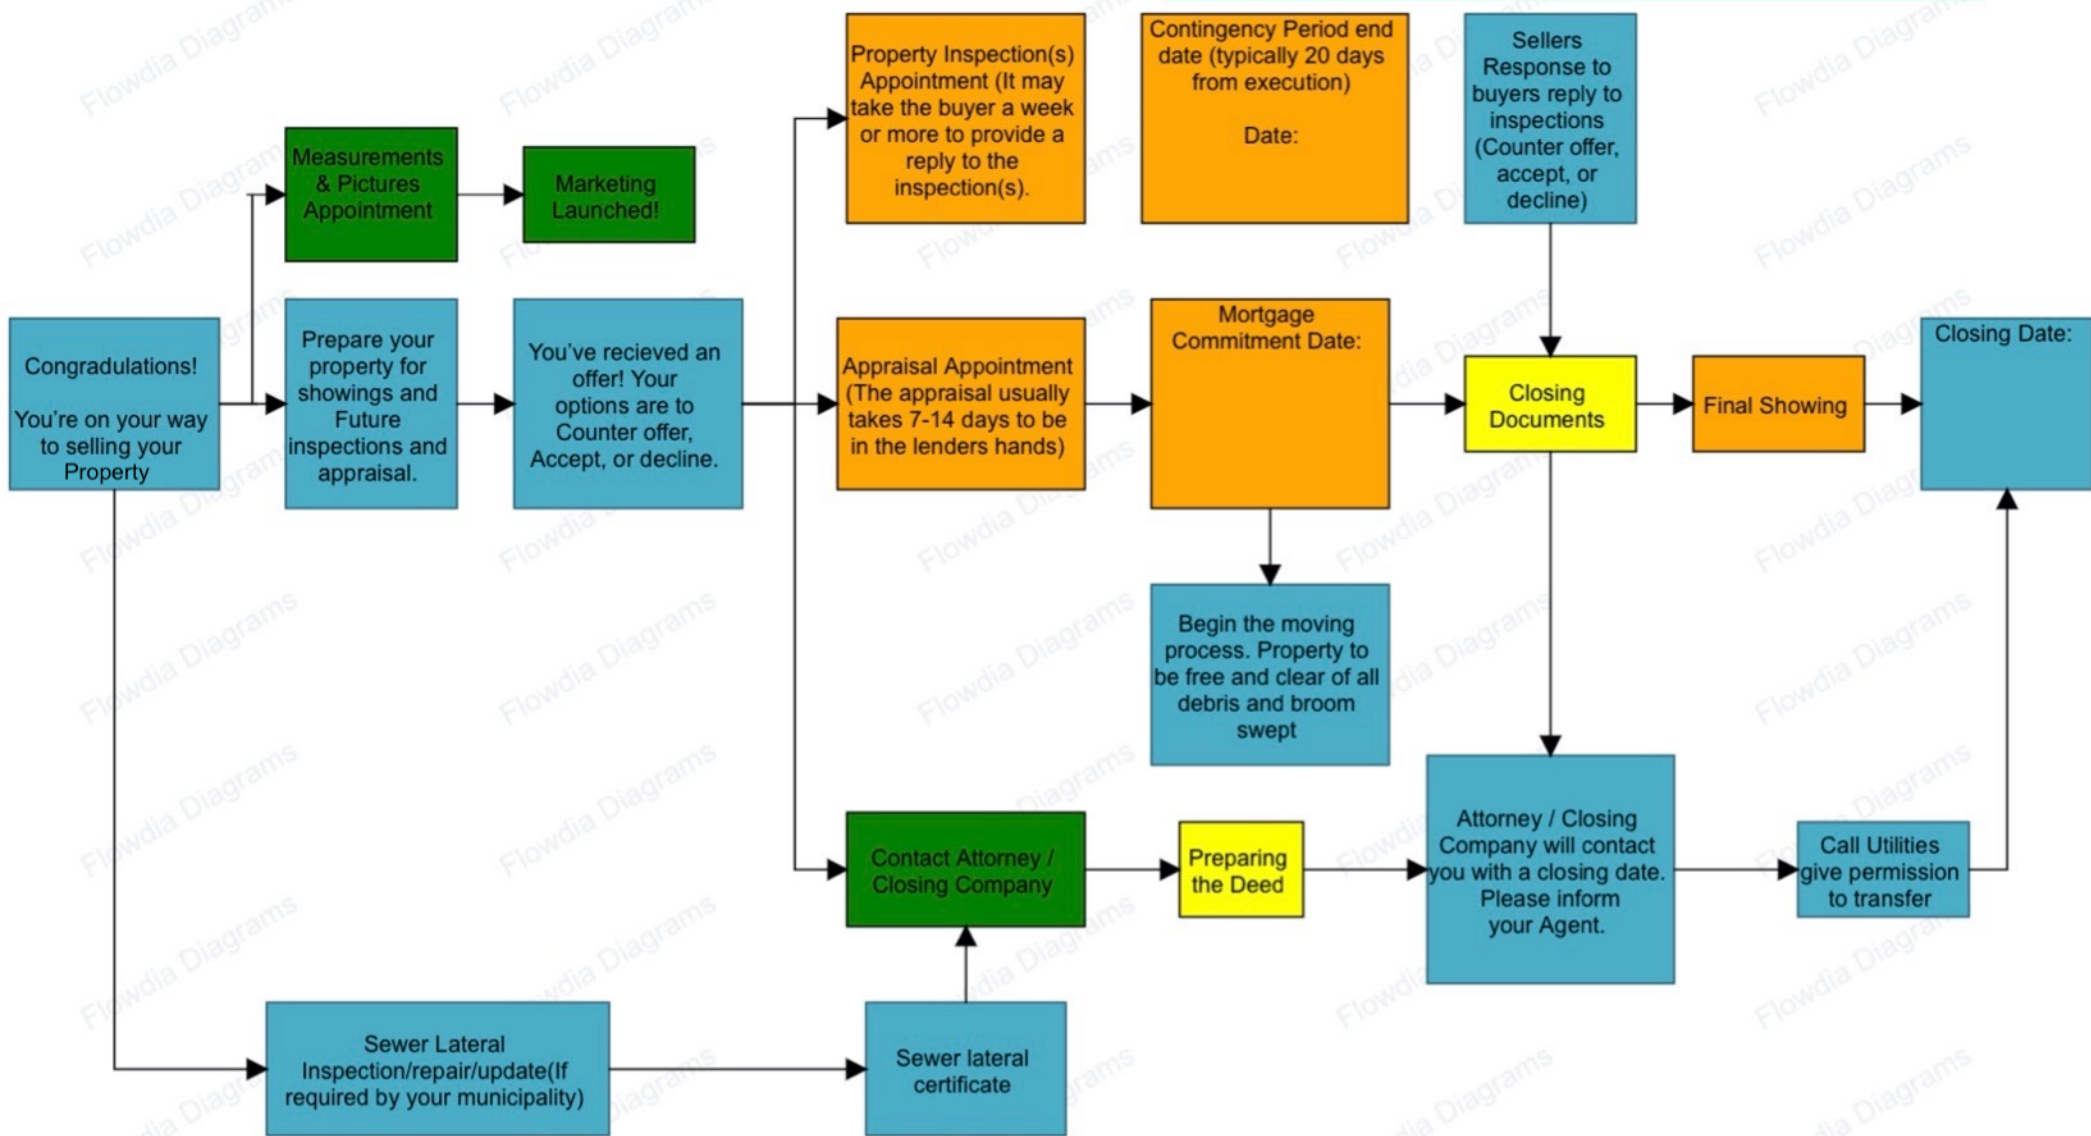 Property Inspection(s)
Appointment (It may
take the buyer a week
or more to provide a
reply to the
inspection(s).
Contingency Period end
date (typically 20 days
from execution)
Date:
Sellers
Response to
buyers reply to
inspections
(Counter offer,
accept, or
decline)
Measurements
& Pictures
Appointment
Marketing
Launched!
Congradulations!
You're on your way
to selling your
Property
Prepare your
property for
showings and
Future
inspections and
appraisal.
You've recieved an
offer! Your
options are to
Counter offer,
Accept, or decline.
Appraisal Appointment
(The appraisal usually
takes 7-14 days to be
in the lenders hands)
Mortgage
Commitment Date:
Closing
Documents
Final Showing
Closing Date:
Begin the moving
process. Property to
be free and clear of all
debris and broom
swept
Contact Attorney /
Closing Company
Preparing
the Deed
Attorney / Closing
Company will contact
you with a closing date.
Please inform
your Agent.
Call Utilities
give permission
to transfer
Sewer Lateral
Inspection/repair/update(If
required by your municipality)
Sewer lateral
certificate
Flowdia Diagrams